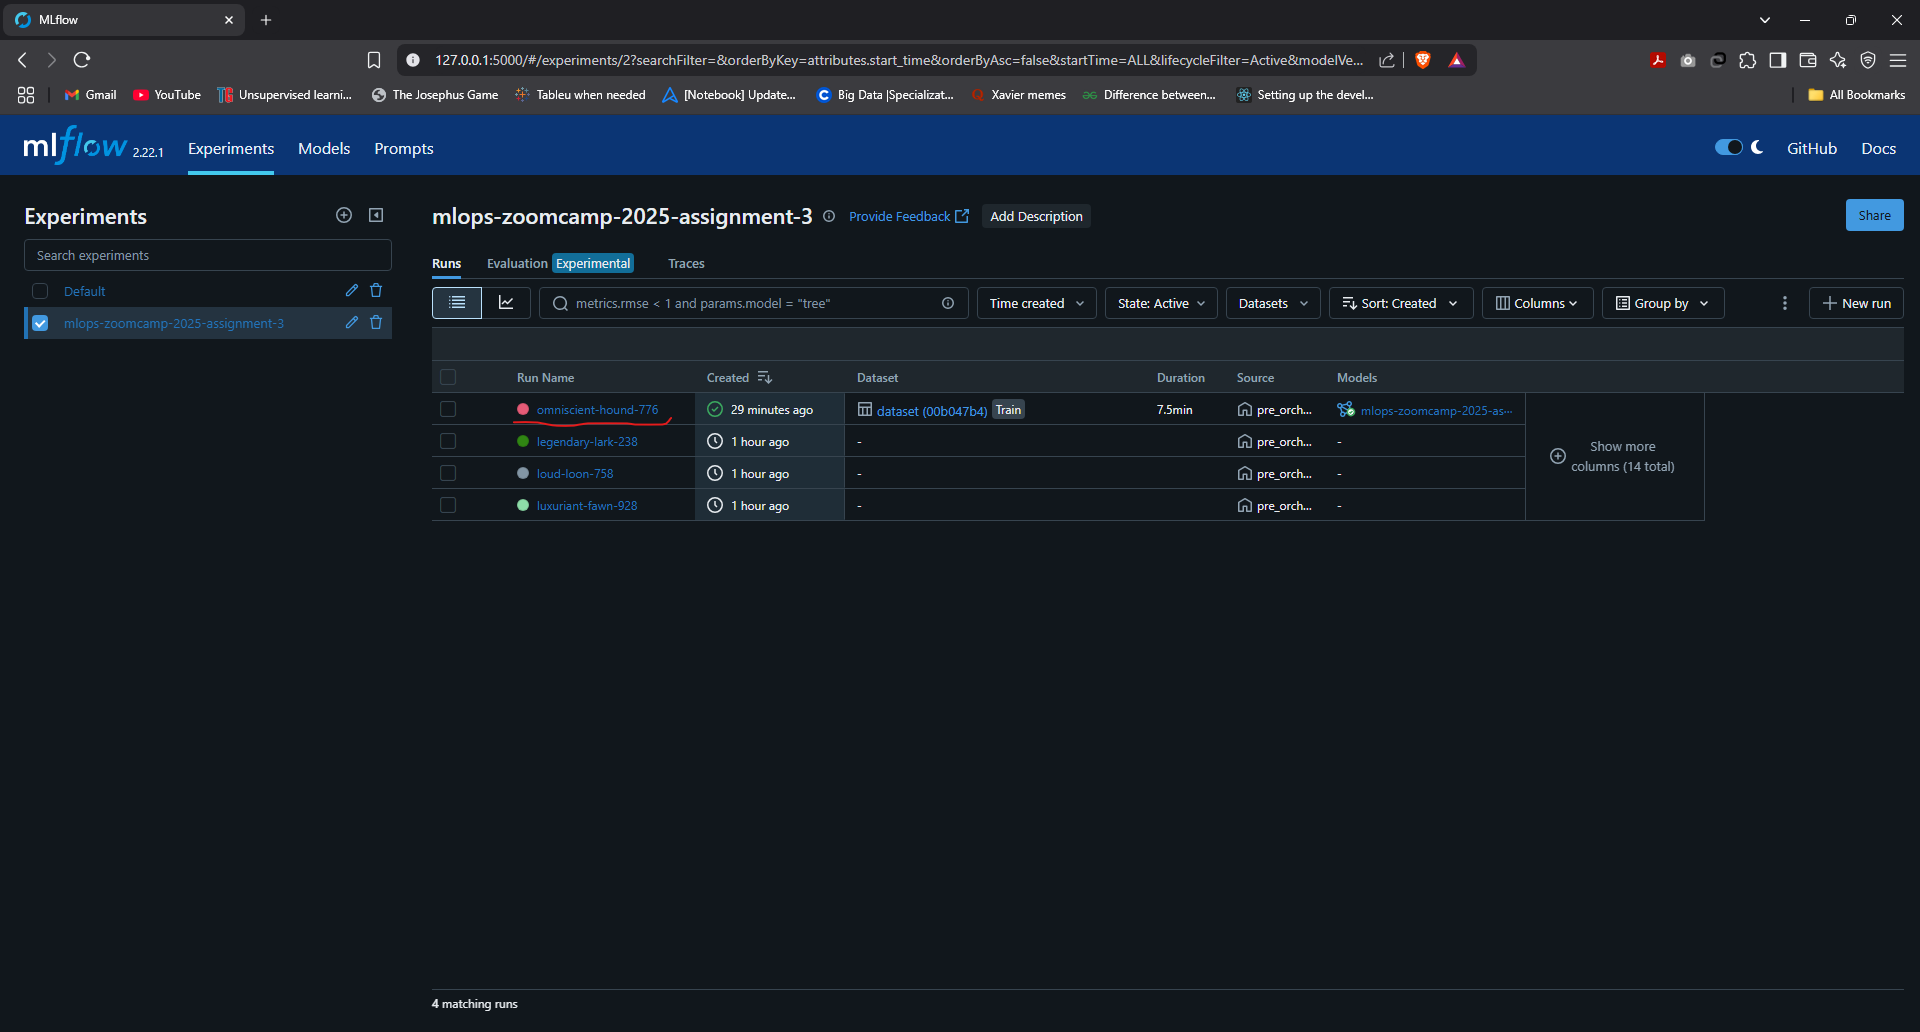 MLflow
127.0.0.1:5000/#/experiments/2?searchFilter=&orderByKey=attributes.start_time&orderByAsc=false&startTime=ALL&lifecycleFilter=Active&modelVe...
Gmail YouTube Unsupervised learni... The Josephus Game Tableu when needed [Notebook] Update... Big Data |Specializat... Xavier memes Difference between... Setting up the devel... All Bookmarks
mlflow 2.22.1 Experiments Models Prompts GitHub Docs
Experiments
Search experiments
Default
mlops-zoomcamp-2025-assignment-3
mlops-zoomcamp-2025-assignment-3 Provide Feedback Add Description Share
Runs Evaluation Experimental Traces
metrics.rmse < 1 and params.model = "tree" Time created State: Active Datasets Sort: Created Columns Group by New run
Run Name Created Dataset Duration Source Models
omniscient-hound-776 29 minutes ago dataset (00b047b4) Train 7.5min pre_orch... mlops-zoomcamp-2025-as...
legendary-lark-238 1 hour ago - pre_orch... -
loud-loon-758 1 hour ago - pre_orch... -
luxuriant-fawn-928 1 hour ago - pre_orch... -
Show more
columns (14 total)
4 matching runs